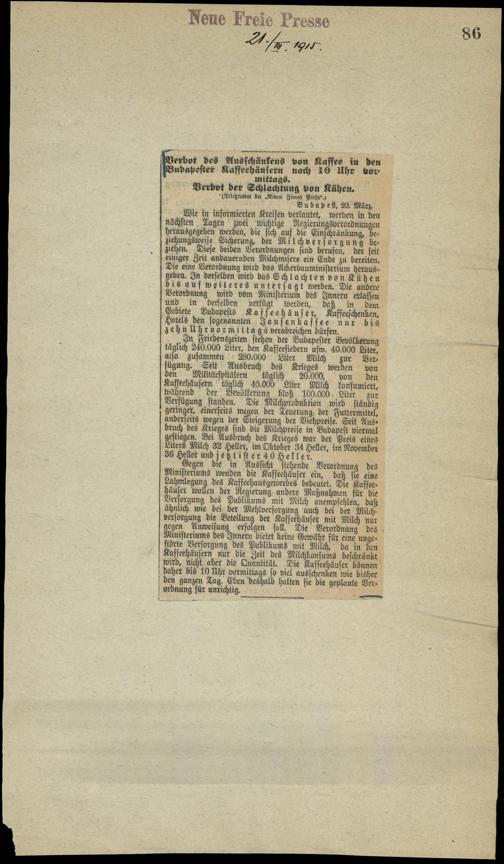 Neue Freie Presse
21./III. 1915.
86
Verbot des Ausschänkens von Kaffee in den
Budapester Kaffeehäusern nach 10 Uhr vor-
mittags.
Verbot der Schlachtung von Kühen.
(Telegramm der „Neuen Freien Presse“.)
Budapest, 20. März.
Wie in informierten Kreisen verlautet, werden in den
nächsten Tagen zwei wichtige Regierungsverordnungen
herausgegeben werden, die sich auf die Einschränkung, be-
ziehungsweise Sicherung, der Milchversorgung be-
ziehen. Diese beiden Verordnungen sind berufen, der seit
einiger Zeit andauernden Milchmisere ein Ende zu bereiten.
Die eine Verordnung wird das Ackerbauministerium heraus-
geben. In derselben wird das Schlachten von Kühen
bis auf weiteres untersagt werden. Die andere
Verordnung wird vom Ministerium des Innern erlassen
und in derselben verfügt werden, daß in dem
Gebiete Budapests Kaffeehäuser, Kaffeeschenken,
Hotels den sogenannten Jausenkaffee nur bis
zehn Uhr vormittags verabreichen dürfen.
In Friedenszeiten stehen der Budapester Bevölkerung
täglich 240.000 Liter, den Kaffeesiedern usw. 40.000 Liter,
also zusammen 280.000 Liter Milch zur Ver-
fügung. Seit Ausbruch des Krieges werden von
den Militärspitälern täglich 20.000, von den
Kaffeehäusern täglich 40.000 Liter Milch konsumiert,
während der Bevölkerung bloß 100.000 Liter zur
Verfügung standen. Die Milchproduktion wird ständig
geringer, einerseits wegen der Teuerung der Futtermittel,
anderseits wegen der Steigerung der Viehpreise. Seit Aus-
bruch des Krieges sind die Milchpreise in Budapest viermal
gestiegen. Bei Ausbruch des Krieges war der Preis eines
Liters Milch 32 Heller, im Oktober 34 Heller, im November
36 Heller und jetzt ist er 40 Heller.
Gegen die in Aussicht stehende Verordnung des
Ministeriums wenden die Kaffeehäuser ein, daß sie eine
Lahmlegung des Kaffeehausgewerbes bedeutet. Die Kaffee-
häuser wollen der Regierung andere Maßnahmen für die
Versorgung des Publikums mit Milch anempfehlen, daß
ähnlich wie bei der Mehlversorgung auch bei der Milch-
versorgung die Beteilung der Kaffeehäuser mit Milch nur
gegen Anweisung erfolgen soll. Die Verordnung des
Ministeriums des Innern bietet keine Gewähr für eine unge-
störte Versorgung des Publikums mit Milch, da in den
Kaffeehäusern nur die Zeit des Milchkonsums beschränkt
wird, nicht aber die Quantität. Die Kaffeehäuser können
daher bis 10 Uhr vormittags so viel ausschenken wie bisher
den ganzen Tag. Eben deshalb halten sie die geplante Ver-
ordnung für unrichtig.